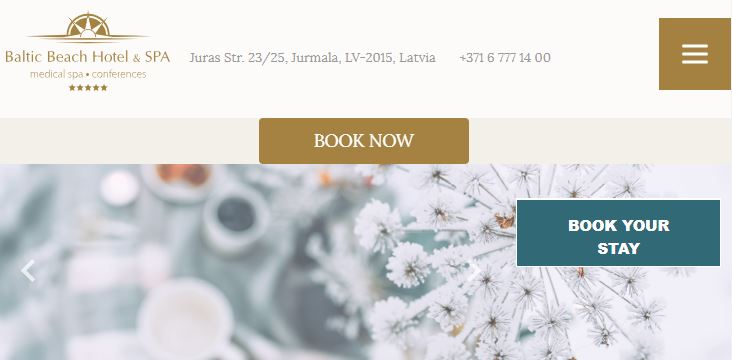 Baltic Beach Hotel & SPA
medical spa • conferences
★★★★★
Juras Str. 23/25, Jurmala, LV-2015, Latvia
+371 6 777 14 00
BOOK NOW
BOOK YOUR
STAY